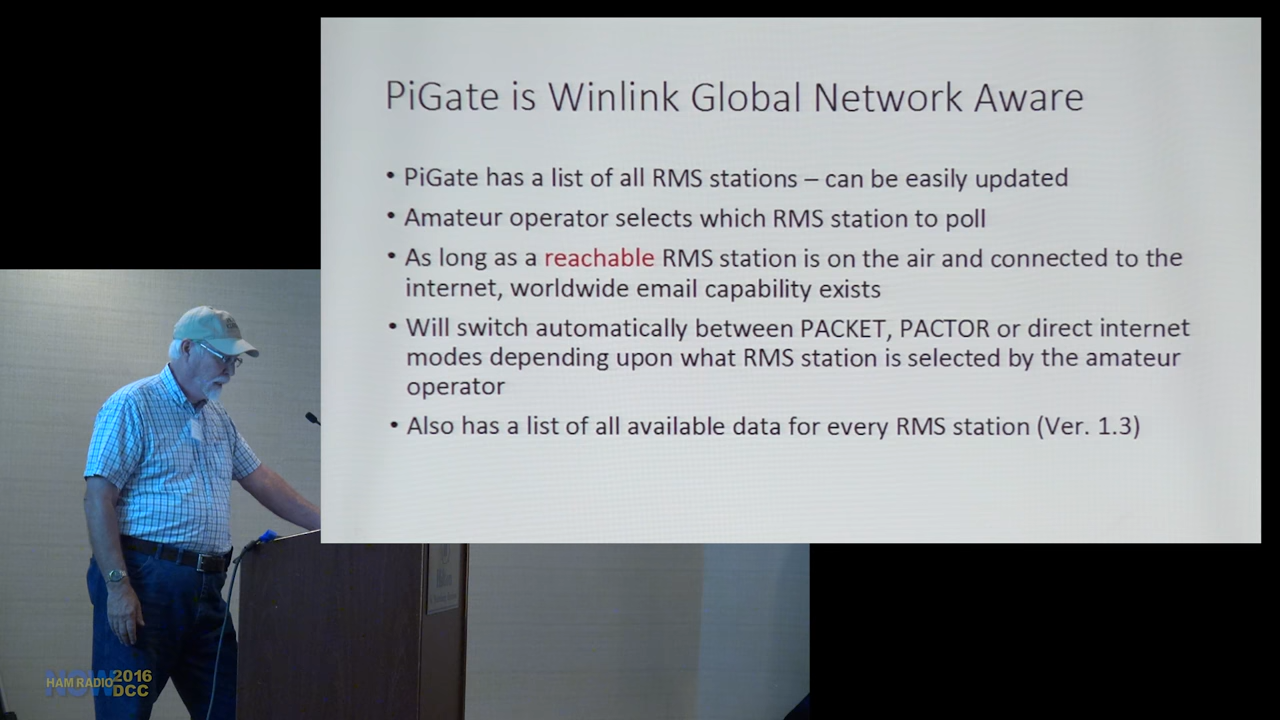 PiGate is Winlink Global Network Aware
• PiGate has a list of all RMS stations – can be easily updated
• Amateur operator selects which RMS station to poll
• As long as a reachable RMS station is on the air and connected to the
internet, worldwide email capability exists
• Will switch automatically between PACKET, PACTOR or direct internet
modes depending upon what RMS station is selected by the amateur
operator
• Also has a list of all available data for every RMS station (Ver. 1.3)
HAM RADIO NOW 2016
DCC